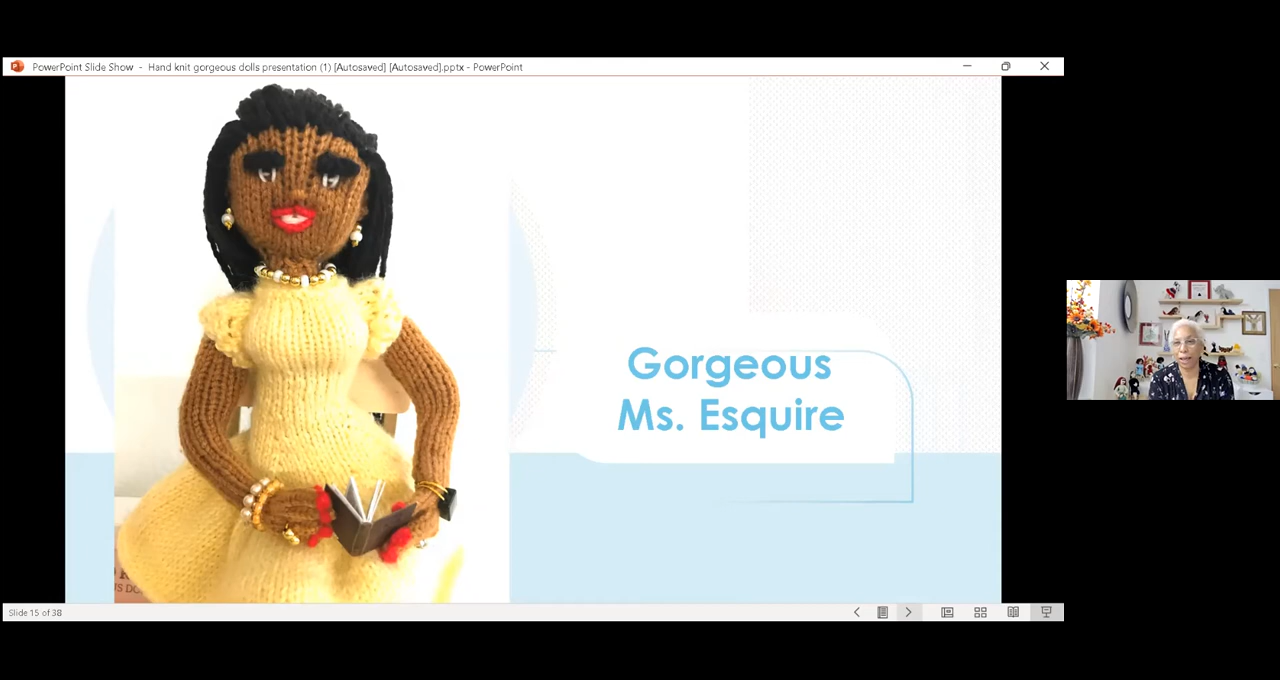 PowerPoint Slide Show - Hand knit gorgeous dolls presentation (1) [Autosaved] [Autosaved].pptx - PowerPoint
Gorgeous
Ms. Esquire
Slide 15 of 38